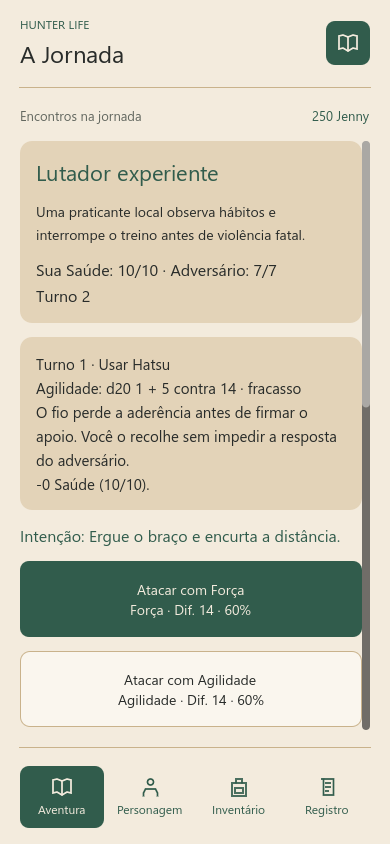 HUNTER LIFE
A Jornada
Encontros na jornada
250 Jenny
Lutador experiente
Uma praticante local observa hábitos e
interrompe o treino antes de violência fatal.
Sua Saúde: 10/10 · Adversário: 7/7
Turno 2
Turno 1 · Usar Hatsu
Agilidade: d20 1 + 5 contra 14 · fracasso
O fio perde a aderência antes de firmar o
apoio. Você o recolhe sem impedir a resposta
do adversário.
-0 Saúde (10/10).
Intenção: Ergue o braço e encurta a distância.
Atacar com Força
Força · Dif. 14 · 60%
Atacar com Agilidade
Agilidade · Dif. 14 · 60%
Aventura
Personagem
Inventário
Registro